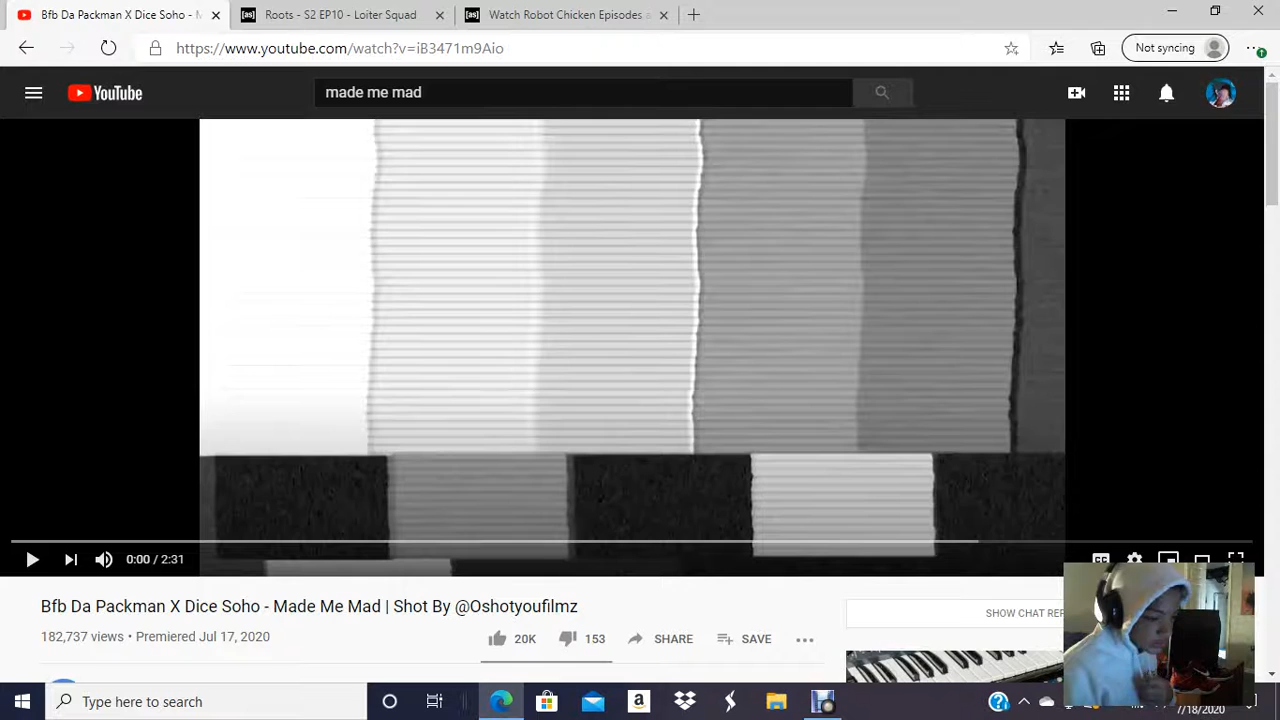 Bfb Da Packman X Dice Soho - M
Roots - S2 EP10 - Loiter Squad
Watch Robot Chicken Episodes a
https://www.youtube.com/watch?v=iB3471m9Aio
Not syncing
YouTube
made me mad
0:00 / 2:31
CC
Bfb Da Packman X Dice Soho - Made Me Mad | Shot By @Oshotyoufilmz
182,737 views • Premiered Jul 17, 2020
20K
153
SHARE
SAVE
SHOW CHAT REP
Type here to search
7/18/2020